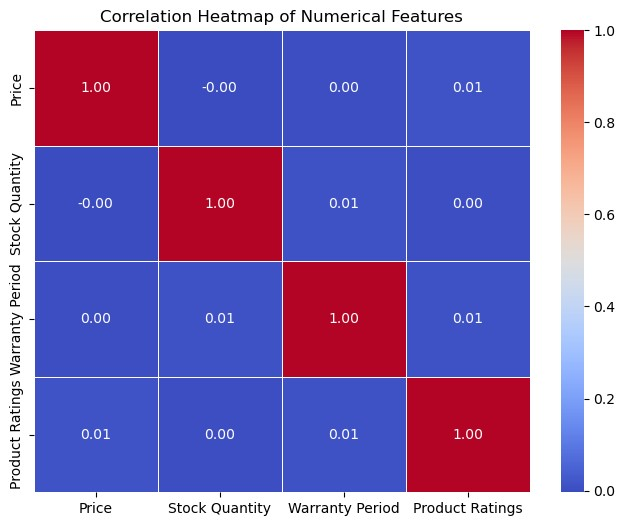 Correlation Heatmap of Numerical Features
Price
1.00
-0.00
0.00
0.01
Stock Quantity
-0.00
1.00
0.01
0.00
Warranty Period
0.00
0.01
1.00
0.01
Product Ratings
0.01
0.00
0.01
1.00
Price
Stock Quantity
Warranty Period
Product Ratings
1.0
0.8
0.6
0.4
0.2
0.0